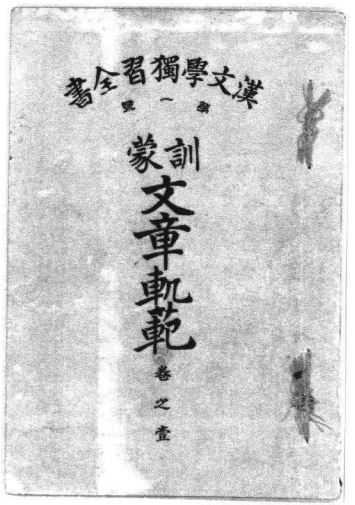 漢文學獨習全書
第一號
訓蒙
文章軌範
卷之壹